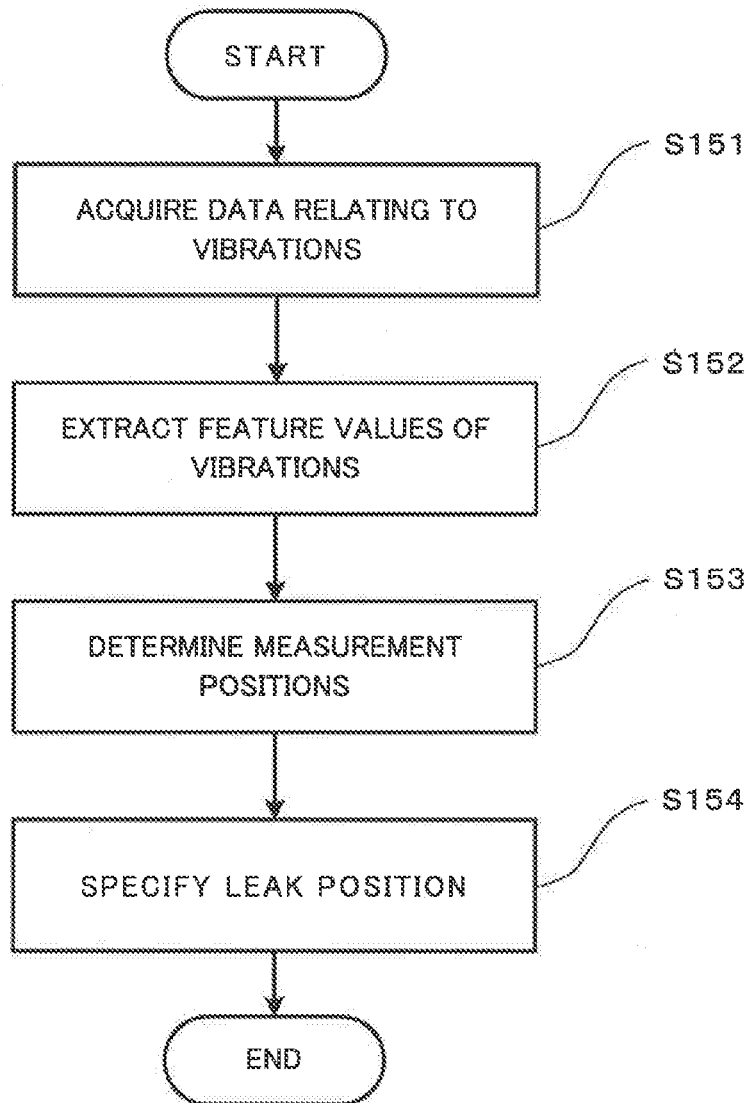 START
S151
ACQUIRE DATA RELATING TO
VIBRATIONS
S152
EXTRACT FEATURE VALUES OF
VIBRATIONS
S153
DETERMINE MEASUREMENT
POSITIONS
S154
SPECIFY LEAK POSITION
END